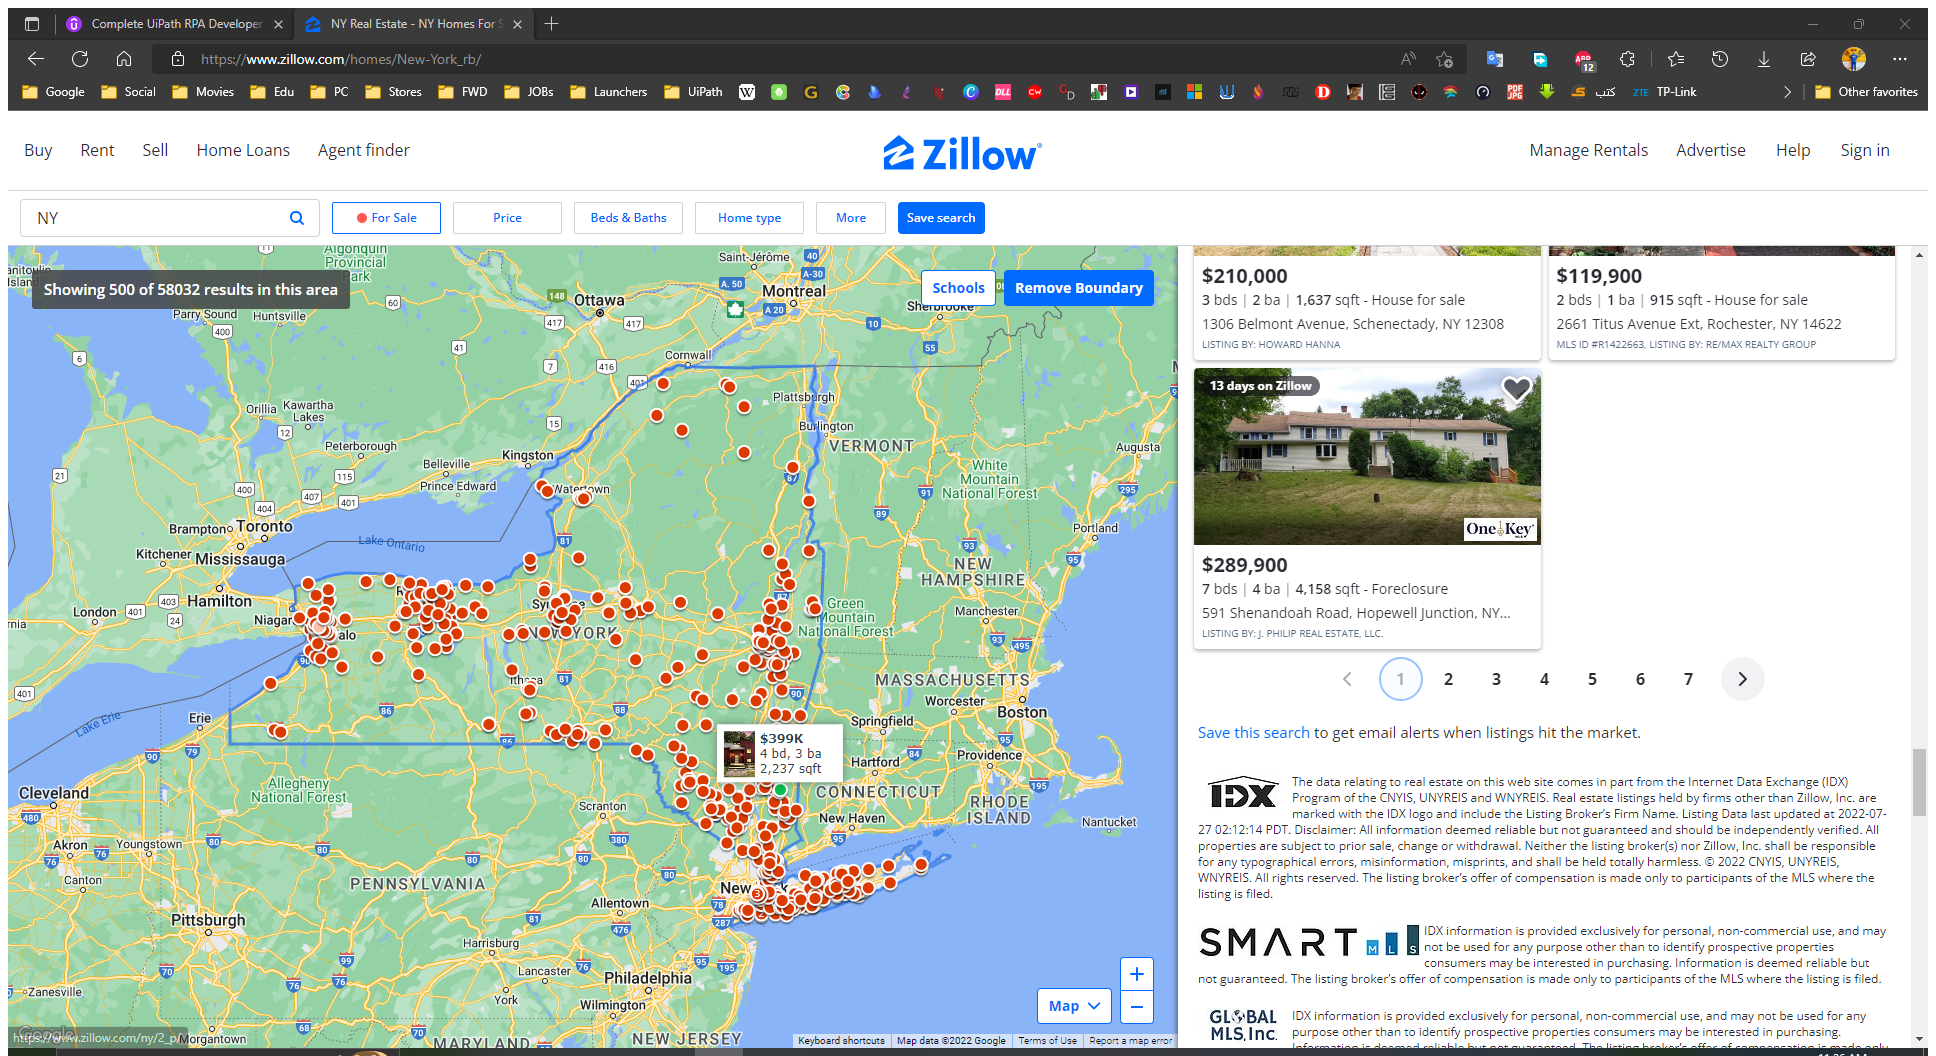 Complete UiPath RPA Developer
NY Real Estate - NY Homes For S
https://www.zillow.com/homes/New-York_rb/
12
Google
Social
Movies
Edu
PC
Stores
FWD
JOBs
Launchers
UiPath
كتب
TP-Link
Other favorites
Buy
Rent
Sell
Home Loans
Agent finder
Zillow
Manage Rentals
Advertise
Help
Sign in
NY
For Sale
Price
Beds & Baths
Home type
More
Save search
Showing 500 of 58032 results in this area
Schools
Remove Boundary
Algonquin
Provincial
Park
Saint-Jérôme
Montreal
Ottawa
Sherbrooke
Parry Sound
Huntsville
Cornwall
Plattsburgh
Burlington
VERMONT
Augusta
Orillia
Kawartha
Lakes
Peterborough
Belleville
Kingston
Prince Edward
Watertown
White
Mountain
National Forest
Brampton
Toronto
Kitchener
Mississauga
Lake Ontario
Portland
NEW
HAMPSHIRE
Hamilton
London
Green
Mountain
National Forest
Manchester
MASSACHUSETTS
Ithaca
Worcester
Boston
Springfield
Lake Erie
Erie
$399K
4 bd, 3 ba
2,237 sqft
Hartford
Providence
CONNECTICUT
RHODE
ISLAND
Allegheny
National Forest
Cleveland
Scranton
New Haven
Nantucket
Akron
Youngstown
Canton
PENNSYLVANIA
Allentown
Pittsburgh
Harrisburg
Lancaster
Philadelphia
York
Wilmington
Zanesville
Morgantown
MARYLAND
NEW JERSEY
Map
+
−
https://www.zillow.com/ny/2_p/
Keyboard shortcuts
Map data ©2022 Google
Terms of Use
Report a map error
$210,000
3 bds | 2 ba | 1,637 sqft - House for sale
1306 Belmont Avenue, Schenectady, NY 12308
LISTING BY: HOWARD HANNA
$119,900
2 bds | 1 ba | 915 sqft - House for sale
2661 Titus Avenue Ext, Rochester, NY 14622
MLS ID #R1422663, LISTING BY: RE/MAX REALTY GROUP
13 days on Zillow
One Key
$289,900
7 bds | 4 ba | 4,158 sqft - Foreclosure
591 Shenandoah Road, Hopewell Junction, NY...
LISTING BY: J. PHILIP REAL ESTATE, LLC.
1 2 3 4 5 6 7
Save this search to get email alerts when listings hit the market.
IDX
The data relating to real estate on this web site comes in part from the Internet Data Exchange (IDX)
Program of the CNYIS, UNYREIS and WNYREIS. Real estate listings held by firms other than Zillow, Inc. are
marked with the IDX logo and include the Listing Broker's Firm Name. Listing Data last updated at 2022-07-
27 02:12:14 PDT. Disclaimer: All information deemed reliable but not guaranteed and should be independently verified. All
properties are subject to prior sale, change or withdrawal. Neither the listing broker(s) nor Zillow, Inc. shall be responsible
for any typographical errors, misinformation, misprints, and shall be held totally harmless. © 2022 CNYIS, UNYREIS,
WNYREIS. All rights reserved. The listing broker's offer of compensation is made only to participants of the MLS where the
listing is filed.
SMART MLS
IDX information is provided exclusively for personal, non-commercial use, and may
not be used for any purpose other than to identify prospective properties
consumers may be interested in purchasing. Information is deemed reliable but
not guaranteed. The listing broker's offer of compensation is made only to participants of the MLS where the listing is filed.
GLOBAL
MLS, Inc.
IDX information is provided exclusively for personal, non-commercial use, and may not be used for any
purpose other than to identify prospective properties consumers may be interested in purchasing.